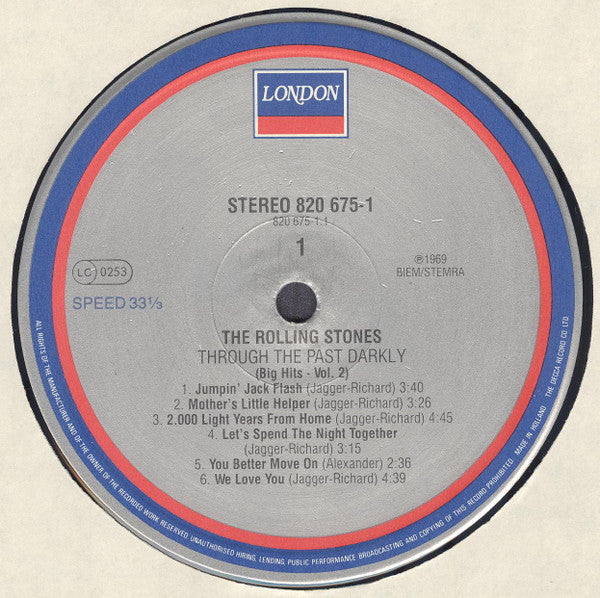 LONDON
STEREO 820 675-1
820 675-1.1
1
℗1969
BIEM/STEMRA
LC 0253
SPEED 33⅓
THE ROLLING STONES
THROUGH THE PAST DARKLY
(Big Hits - Vol. 2)
1. Jumpin' Jack Flash (Jagger-Richard) 3:40
2. Mother's Little Helper (Jagger-Richard) 3:26
3. 2.000 Light Years From Home (Jagger-Richard) 4:45
4. Let's Spend The Night Together
(Jagger-Richard) 3:15
5. You Better Move On (Alexander) 2:36
6. We Love You (Jagger-Richard) 4:39
ALL RIGHTS OF THE MANUFACTURER AND OF THE OWNER OF THE RECORDED WORK RESERVED. UNAUTHORISED HIRING, LENDING, PUBLIC PERFORMANCE BROADCASTING AND COPYING OF THIS RECORD PROHIBITED. MADE IN HOLLAND THE DECCA RECORD CO LTD.